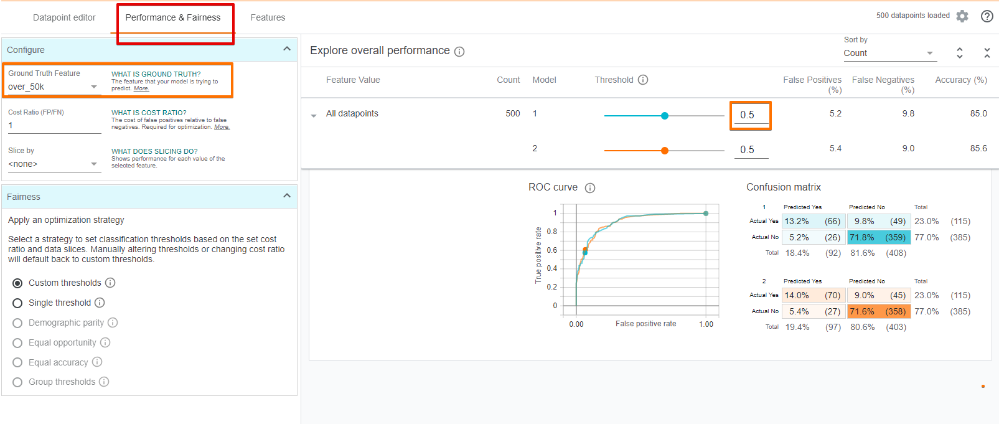 Datapoint editor
Performance & Fairness
Features
500 datapoints loaded
Configure
Ground Truth Feature
over_50k
WHAT IS GROUND TRUTH?
The feature that your model is trying to
predict. More.
Cost Ratio (FP/FN)
1
WHAT IS COST RATIO?
The cost of false positives relative to false
negatives. Required for optimization. More.
Slice by
<none>
WHAT DOES SLICING DO?
Shows performance for each value of the
selected feature.
Fairness
Apply an optimization strategy
Select a strategy to set classification thresholds based on the set cost
ratio and data slices. Manually altering thresholds or changing cost ratio
will default back to custom thresholds.
Custom thresholds
Single threshold
Demographic parity
Equal opportunity
Equal accuracy
Group thresholds
Explore overall performance
Sort by
Count
Feature Value Count Model Threshold False Positives (%) False Negatives (%) Accuracy (%)
All datapoints 500 1 0.5 5.2 9.8 85.0
2 0.5 5.4 9.0 85.6
ROC curve
1
0.8
0.6
0.4
0.2
0
True positive rate
0.00 False positive rate 1.00
Confusion matrix
1 Predicted Yes Predicted No Total
Actual Yes 13.2% (66) 9.8% (49) 23.0% (115)
Actual No 5.2% (26) 71.8% (359) 77.0% (385)
Total 18.4% (92) 81.6% (408)
2 Predicted Yes Predicted No Total
Actual Yes 14.0% (70) 9.0% (45) 23.0% (115)
Actual No 5.4% (27) 71.6% (358) 77.0% (385)
Total 19.4% (97) 80.6% (403)